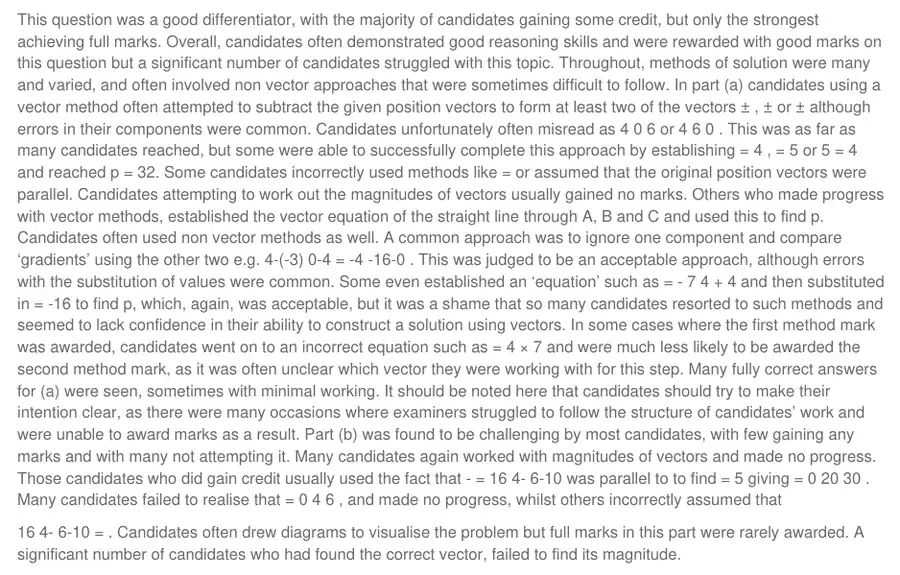 This question was a good differentiator, with the majority of candidates gaining some credit, but only the strongest
achieving full marks. Overall, candidates often demonstrated good reasoning skills and were rewarded with good marks on
this question but a significant number of candidates struggled with this topic. Throughout, methods of solution were many
and varied, and often involved non vector approaches that were sometimes difficult to follow. In part (a) candidates using a
vector method often attempted to subtract the given position vectors to form at least two of the vectors ± , ± or ± although
errors in their components were common. Candidates unfortunately often misread as 4 0 6 or 4 6 0 . This was as far as
many candidates reached, but some were able to successfully complete this approach by establishing = 4 , = 5 or 5 = 4
and reached p = 32. Some candidates incorrectly used methods like = or assumed that the original position vectors were
parallel. Candidates attempting to work out the magnitudes of vectors usually gained no marks. Others who made progress
with vector methods, established the vector equation of the straight line through A, B and C and used this to find p.
Candidates often used non vector methods as well. A common approach was to ignore one component and compare
‘gradients’ using the other two e.g. 4-(-3) 0-4 = -4 -16-0 . This was judged to be an acceptable approach, although errors
with the substitution of values were common. Some even established an ‘equation’ such as = - 7 4 + 4 and then substituted
in = -16 to find p, which, again, was acceptable, but it was a shame that so many candidates resorted to such methods and
seemed to lack confidence in their ability to construct a solution using vectors. In some cases where the first method mark
was awarded, candidates went on to an incorrect equation such as = 4 × 7 and were much less likely to be awarded the
second method mark, as it was often unclear which vector they were working with for this step. Many fully correct answers
for (a) were seen, sometimes with minimal working. It should be noted here that candidates should try to make their
intention clear, as there were many occasions where examiners struggled to follow the structure of candidates’ work and
were unable to award marks as a result. Part (b) was found to be challenging by most candidates, with few gaining any
marks and with many not attempting it. Many candidates again worked with magnitudes of vectors and made no progress.
Those candidates who did gain credit usually used the fact that - = 16 4- 6-10 was parallel to to find = 5 giving = 0 20 30 .
Many candidates failed to realise that = 0 4 6 , and made no progress, whilst others incorrectly assumed that
16 4- 6-10 = . Candidates often drew diagrams to visualise the problem but full marks in this part were rarely awarded. A
significant number of candidates who had found the correct vector, failed to find its magnitude.